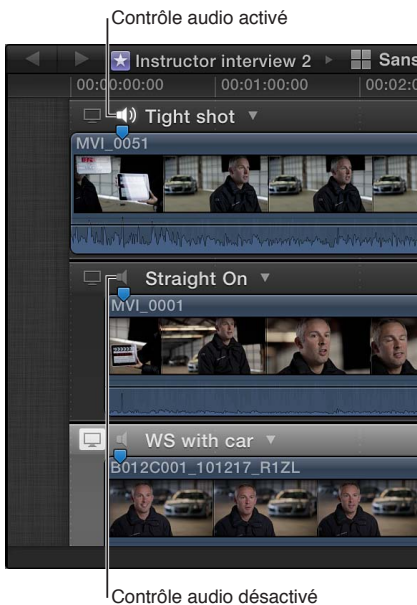 Contrôle audio activé
Instructor interview 2 Sans
00:00:00:00 00:01:00:00 00:02:0
Tight shot
MVI_0051
Straight On
MVI_0001
WS with car
B012C001_101217_R1ZL
Contrôle audio désactivé